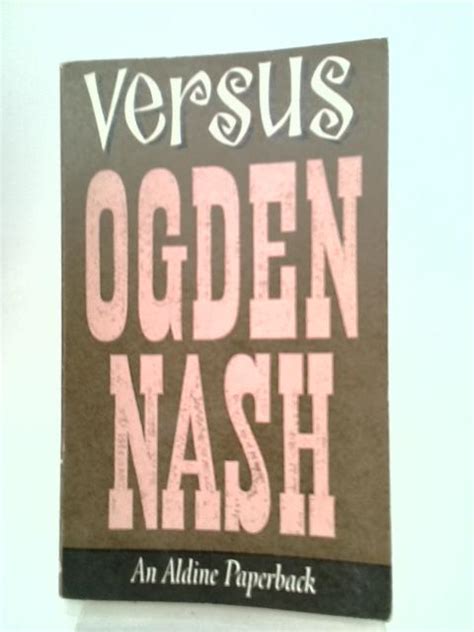 versus
OGDEN
NASH
An Aldine Paperback